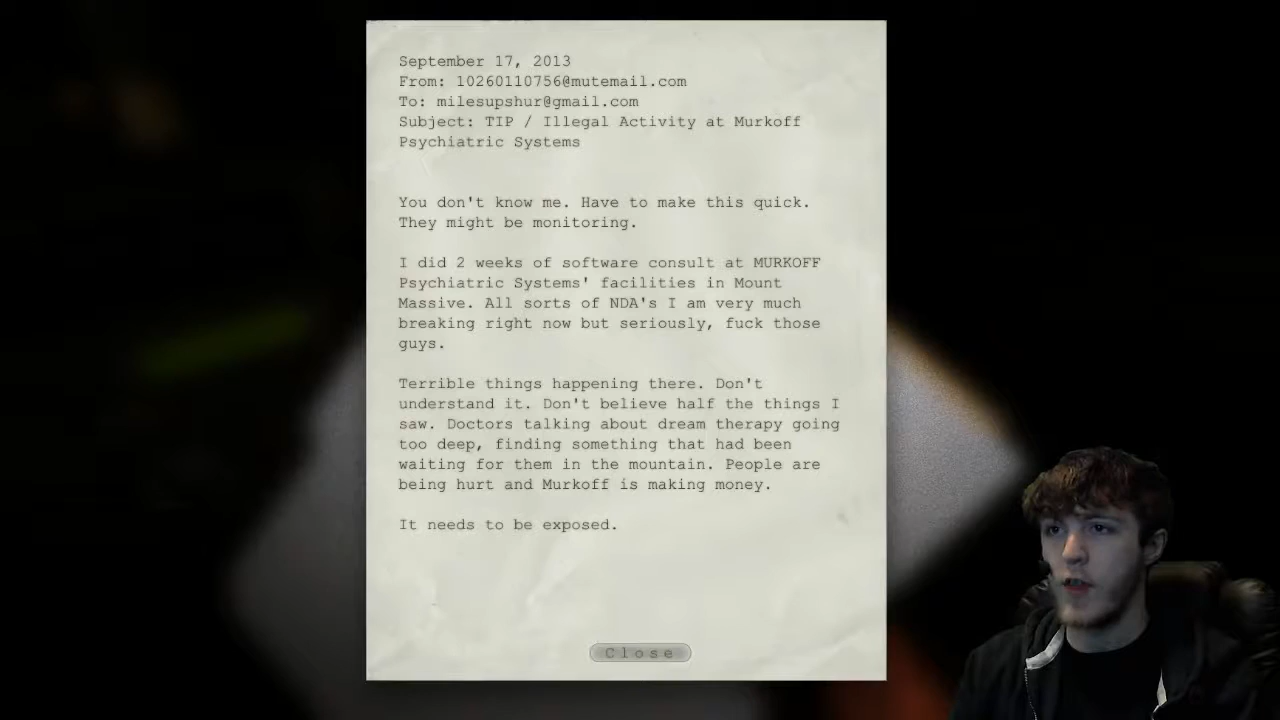 September 17, 2013
From: 10260110756@mutemail.com
To: milesupshur@gmail.com
Subject: TIP / Illegal Activity at Murkoff
Psychiatric Systems
You don't know me. Have to make this quick.
They might be monitoring.
I did 2 weeks of software consult at MURKOFF
Psychiatric Systems' facilities in Mount
Massive. All sorts of NDA's I am very much
breaking right now but seriously, fuck those
guys.
Terrible things happening there. Don't
understand it. Don't believe half the things I
saw. Doctors talking about dream therapy going
too deep, finding something that had been
waiting for them in the mountain. People are
being hurt and Murkoff is making money.
It needs to be exposed.
Close